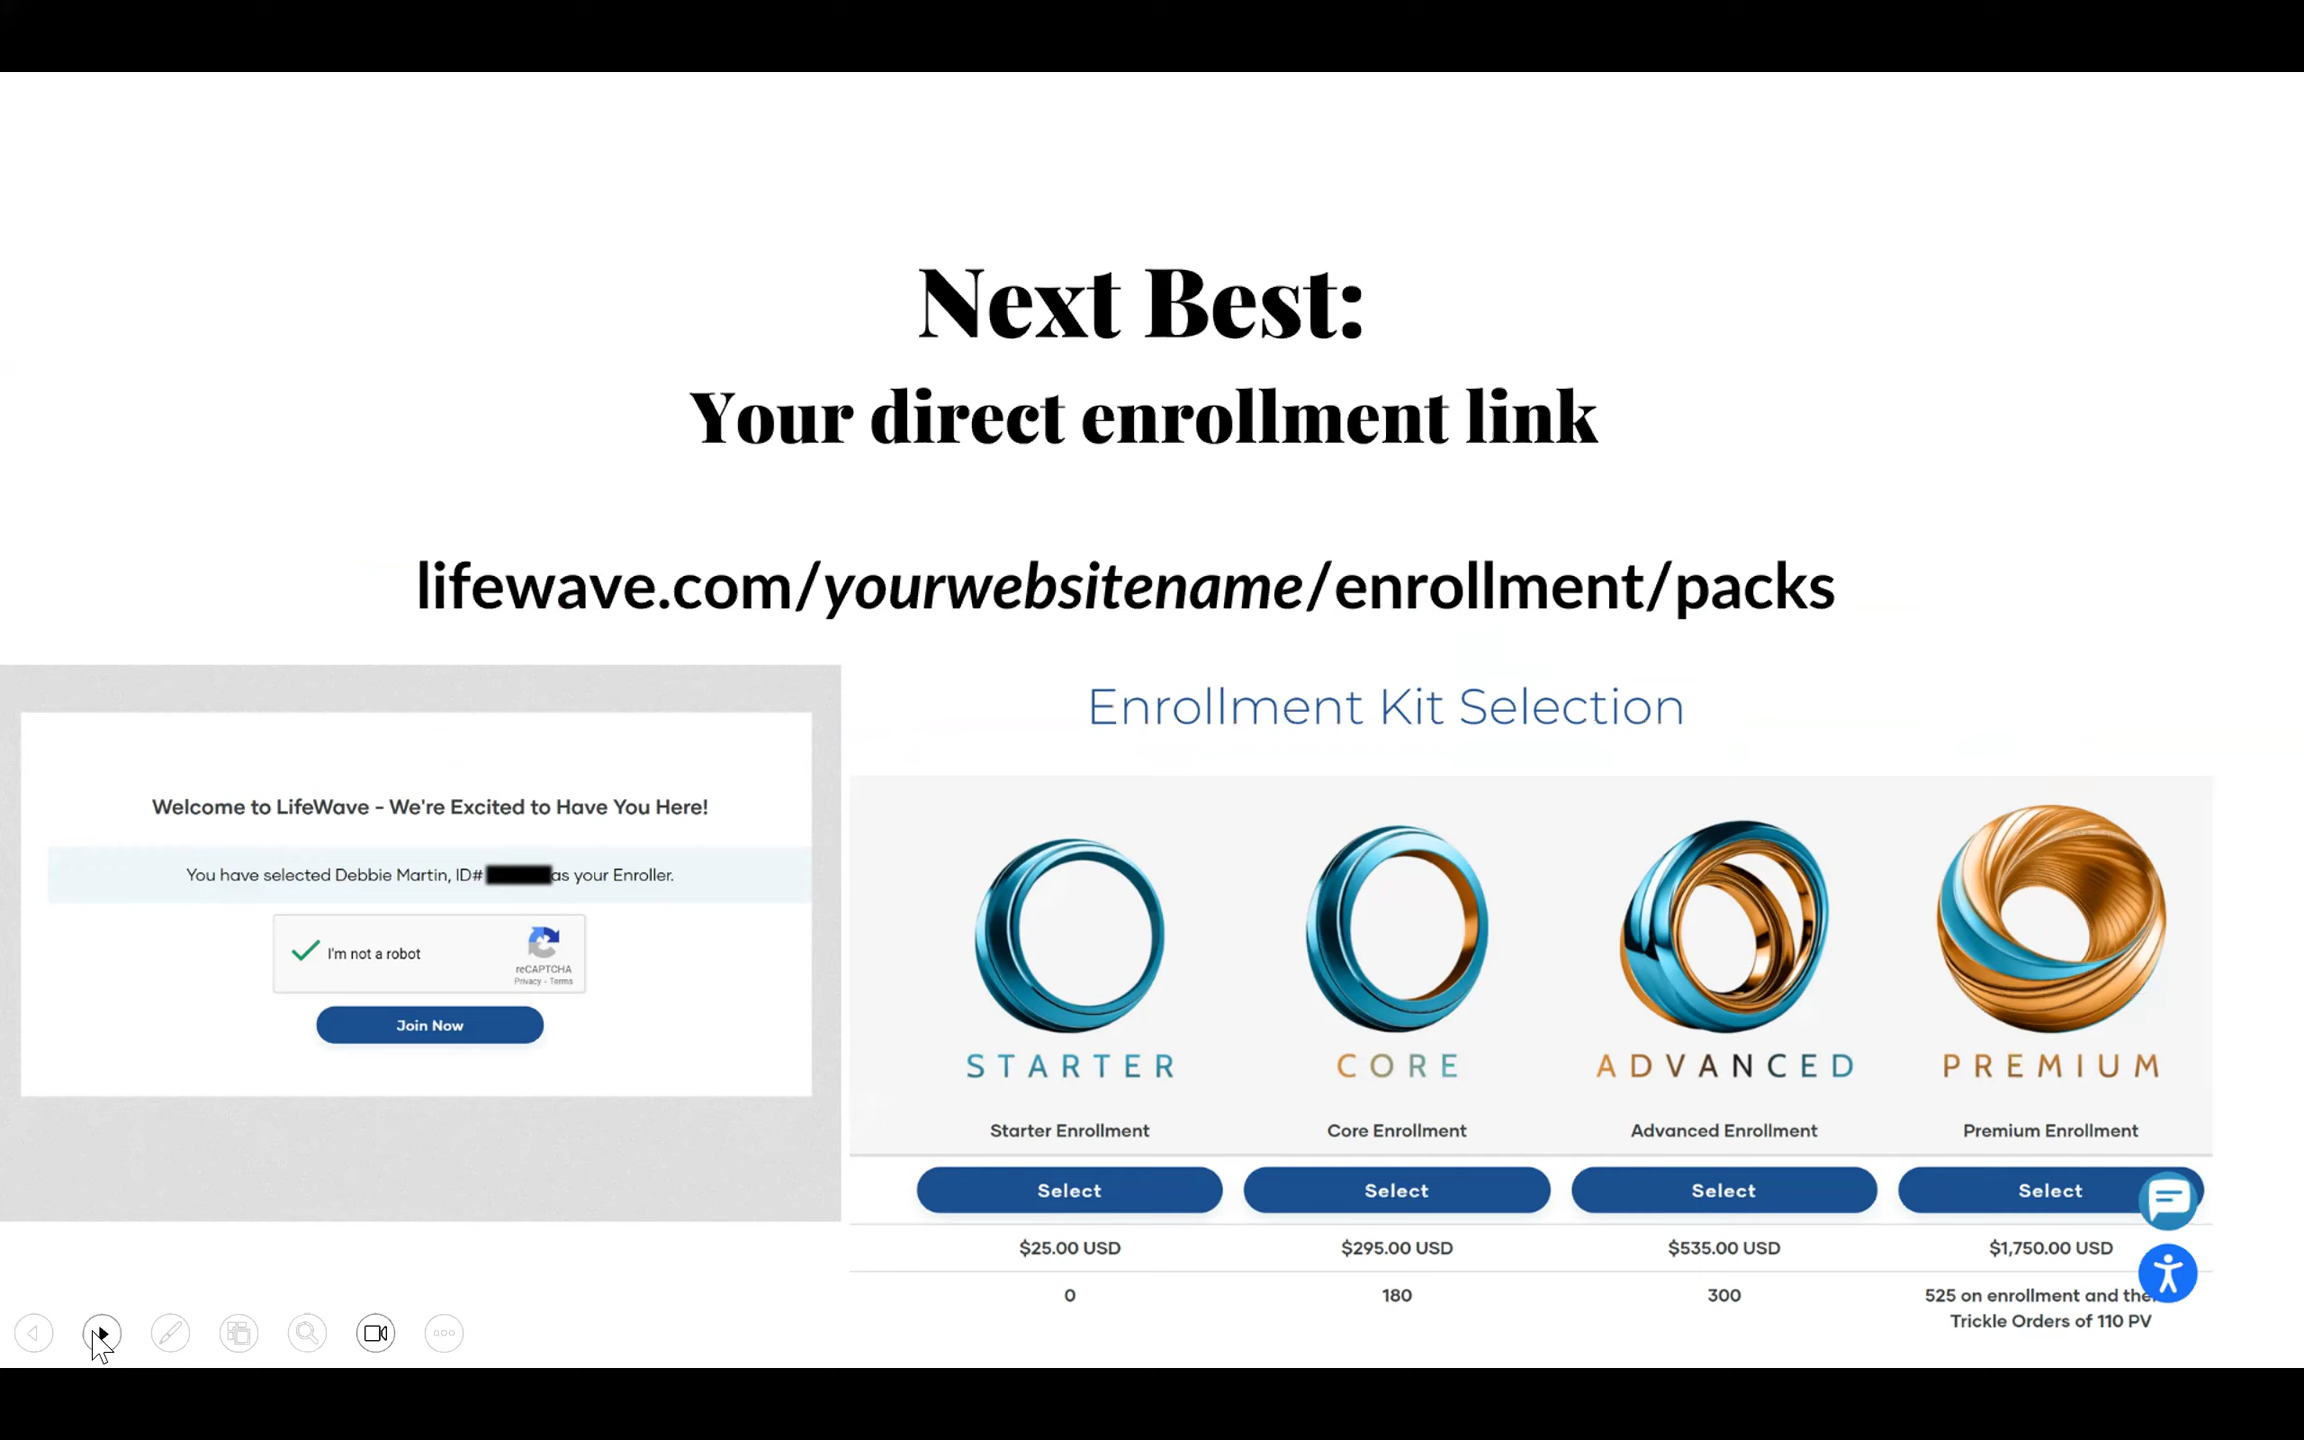 Next Best:
Your direct enrollment link
lifewave.com/yourwebsitename/enrollment/packs
Welcome to LifeWave - We're Excited to Have You Here!
You have selected Debbie Martin, ID# as your Enroller.
I'm not a robot
reCAPTCHA
Privacy - Terms
Join Now
Enrollment Kit Selection
STARTER CORE ADVANCED PREMIUM
Starter Enrollment Core Enrollment Advanced Enrollment Premium Enrollment
Select Select Select Select
$25.00 USD $295.00 USD $535.00 USD $1,750.00 USD
0 180 300 525 on enrollment and the
Trickle Orders of 110 PV